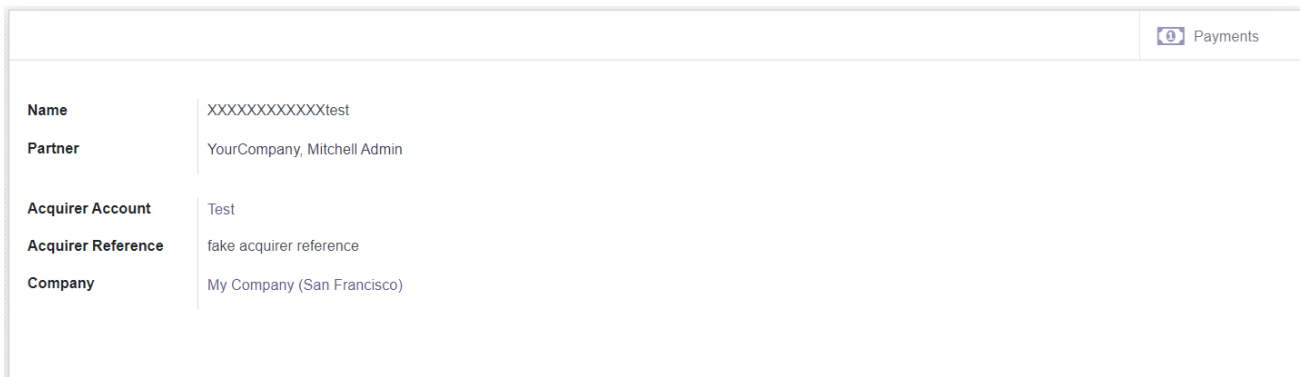 Payments
Name XXXXXXXXXXXXtest
Partner YourCompany, Mitchell Admin
Acquirer Account Test
Acquirer Reference fake acquirer reference
Company My Company (San Francisco)